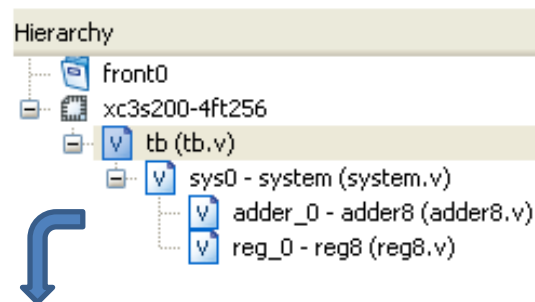 Hierarchy
front0
xc3s200-4ft256
V tb (tb.v)
V sys0 - system (system.v)
V adder_0 - adder8 (adder8.v)
V reg_0 - reg8 (reg8.v)